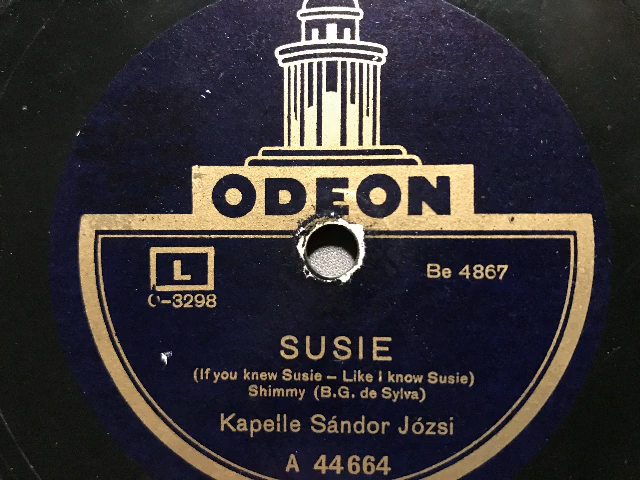 ODEON
L
O-3298
Be 4867
SUSIE
(If you knew Susie – Like I know Susie)
Shimmy (B.G. de Sylva)
Kapelle Sándor Józsi
A 44664